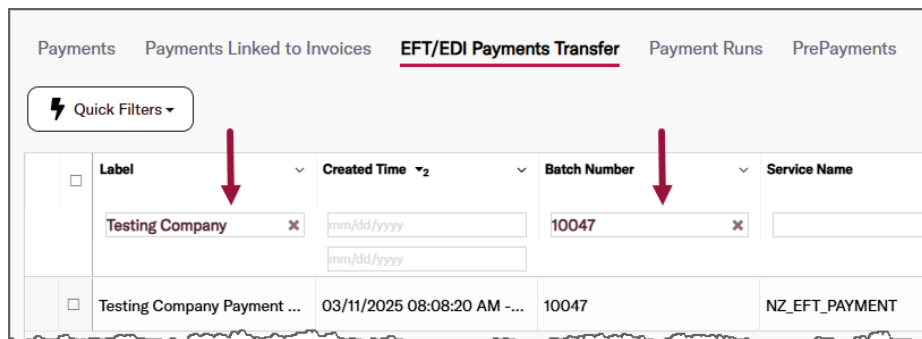 Payments Payments Linked to Invoices EFT/EDI Payments Transfer Payment Runs PrePayments
Quick Filters
Label Created Time 2 Batch Number Service Name
Testing Company mm/dd/yyyy 10047
mm/dd/yyyy
Testing Company Payment ... 03/11/2025 08:08:20 AM -... 10047 NZ_EFT_PAYMENT